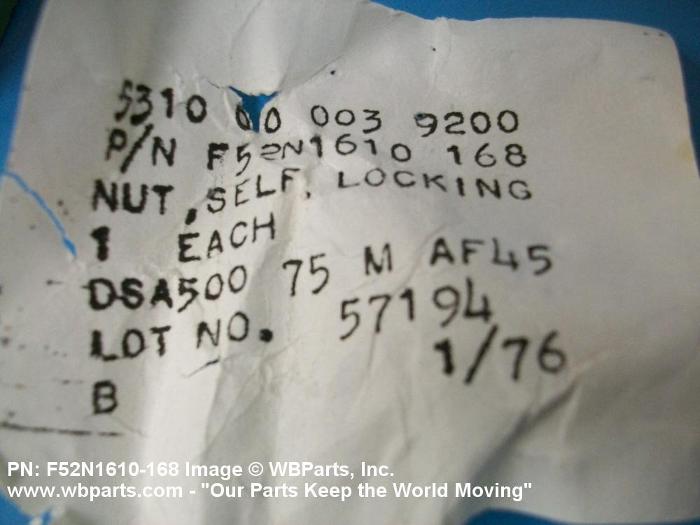 5310 00 003 9200
P/N F52N1610 168
NUT, SELF, LOCKING
1 EACH
DSA500 75 M AF45
LOT NO. 57194
1/76
B
PN: F52N1610-168 Image © WBParts, Inc.
www.wbparts.com - "Our Parts Keep the World Moving"